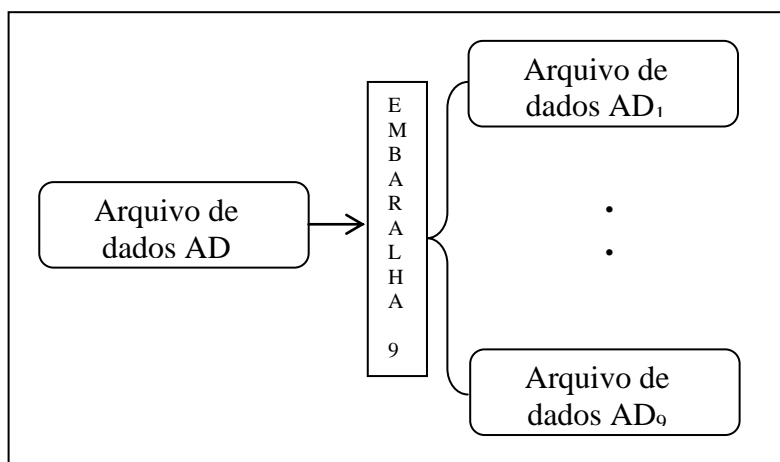 Arquivo de
dados AD
E
M
B
A
R
A
L
H
A
9
Arquivo de
dados AD₁
Arquivo de
dados AD₉